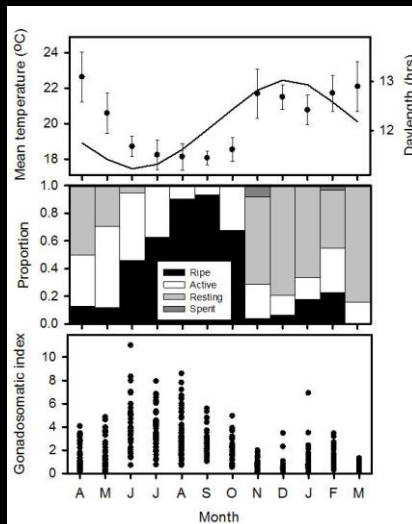 Mean temperature (ºC)
24
22
20
18
13
12
Daylength (hrs)
Proportion
1.0
0.8
0.6
0.4
0.2
0.0
Ripe
Active
Resting
Spent
Gonadosomatic index
10
8
6
4
2
0
A M J J A S O N D J F M
Month